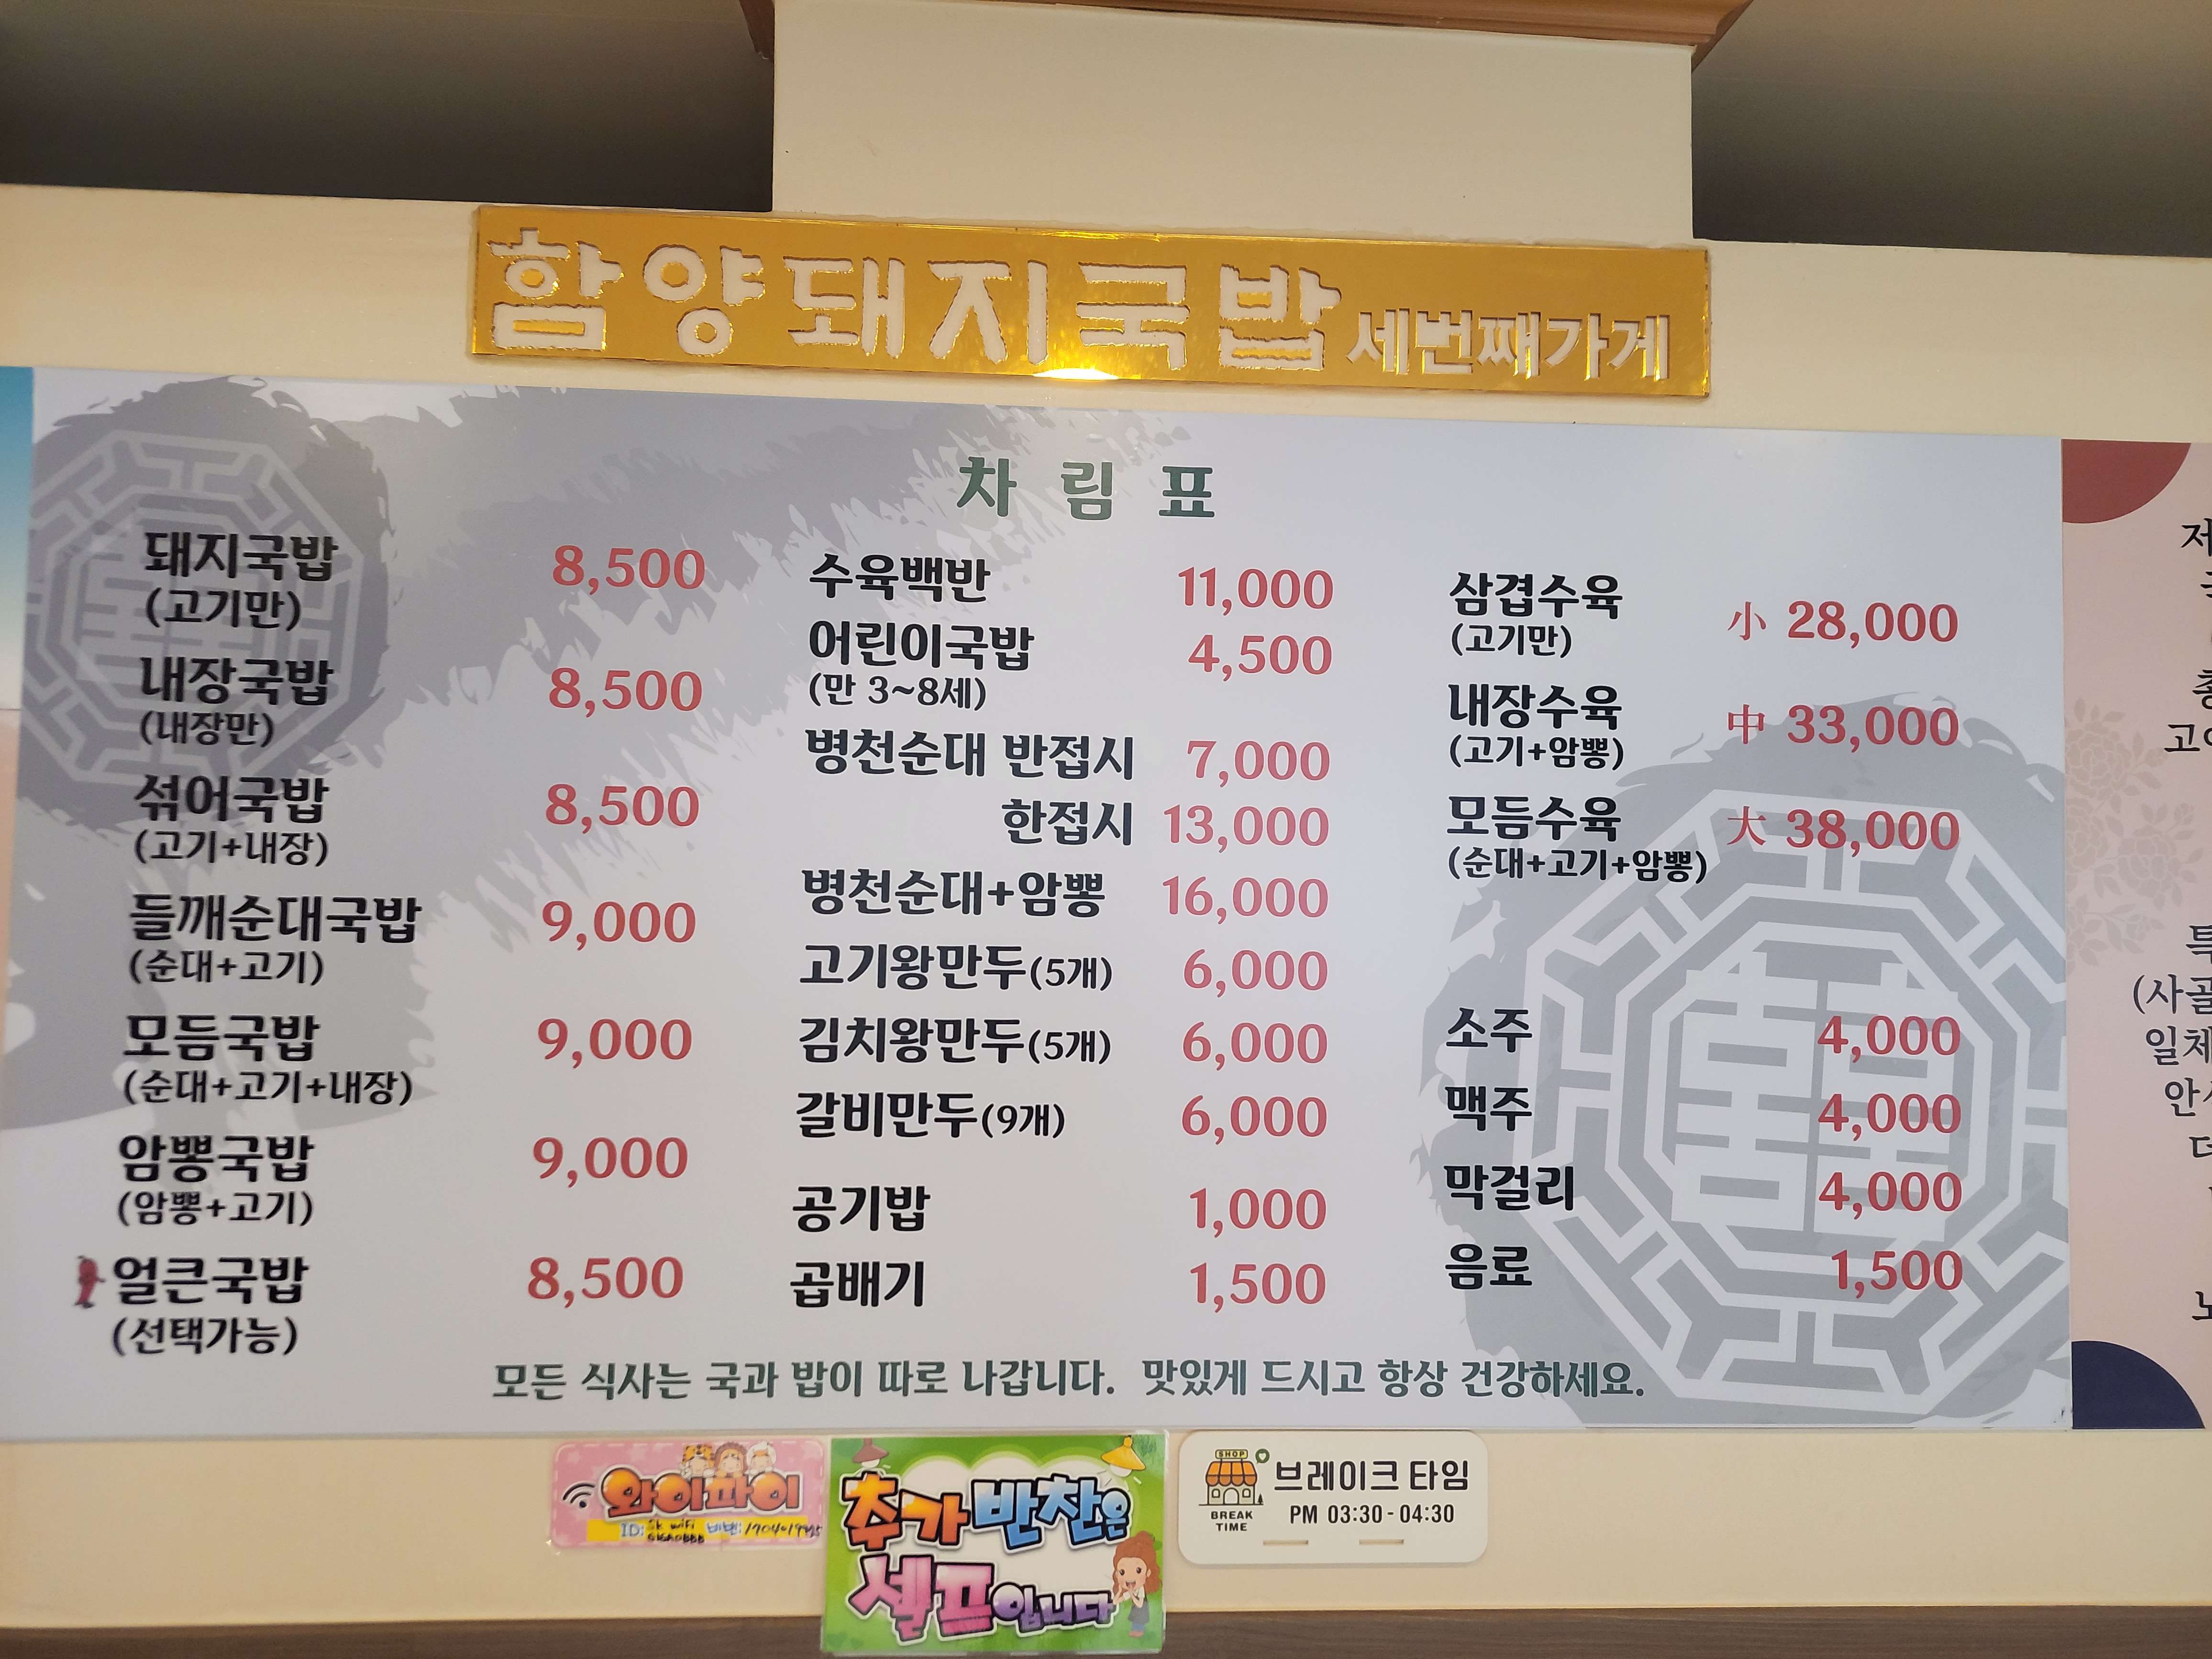 함양돼지국밥 세번째가게
차림표
돼지국밥 8,500
(고기만)
내장국밥 8,500
(내장만)
섞어국밥 8,500
(고기+내장)
들깨순대국밥 9,000
(순대+고기)
모듬국밥 9,000
(순대+고기+내장)
암뽕국밥 9,000
(암뽕+고기)
얼큰국밥 8,500
(선택가능)
수육백반 11,000
어린이국밥 4,500
(만 3~8세)
병천순대 반접시 7,000
한접시 13,000
병천순대+암뽕 16,000
고기왕만두(5개) 6,000
김치왕만두(5개) 6,000
갈비만두(9개) 6,000
공기밥 1,000
곱배기 1,500
삼겹수육 小 28,000
(고기만)
내장수육 中 33,000
(고기+암뽕)
모듬수육 大 38,000
(순대+고기+암뽕)
소주 4,000
맥주 4,000
막걸리 4,000
음료 1,500
모든 식사는 국과 밥이 따로 나갑니다. 맛있게 드시고 항상 건강하세요.
와이파이
ID: SK WiFi 비번:
추가 반찬은
셀프입니다
SHOP
BREAK
TIME
브레이크 타임
PM 03:30 - 04:30
(사골
일체